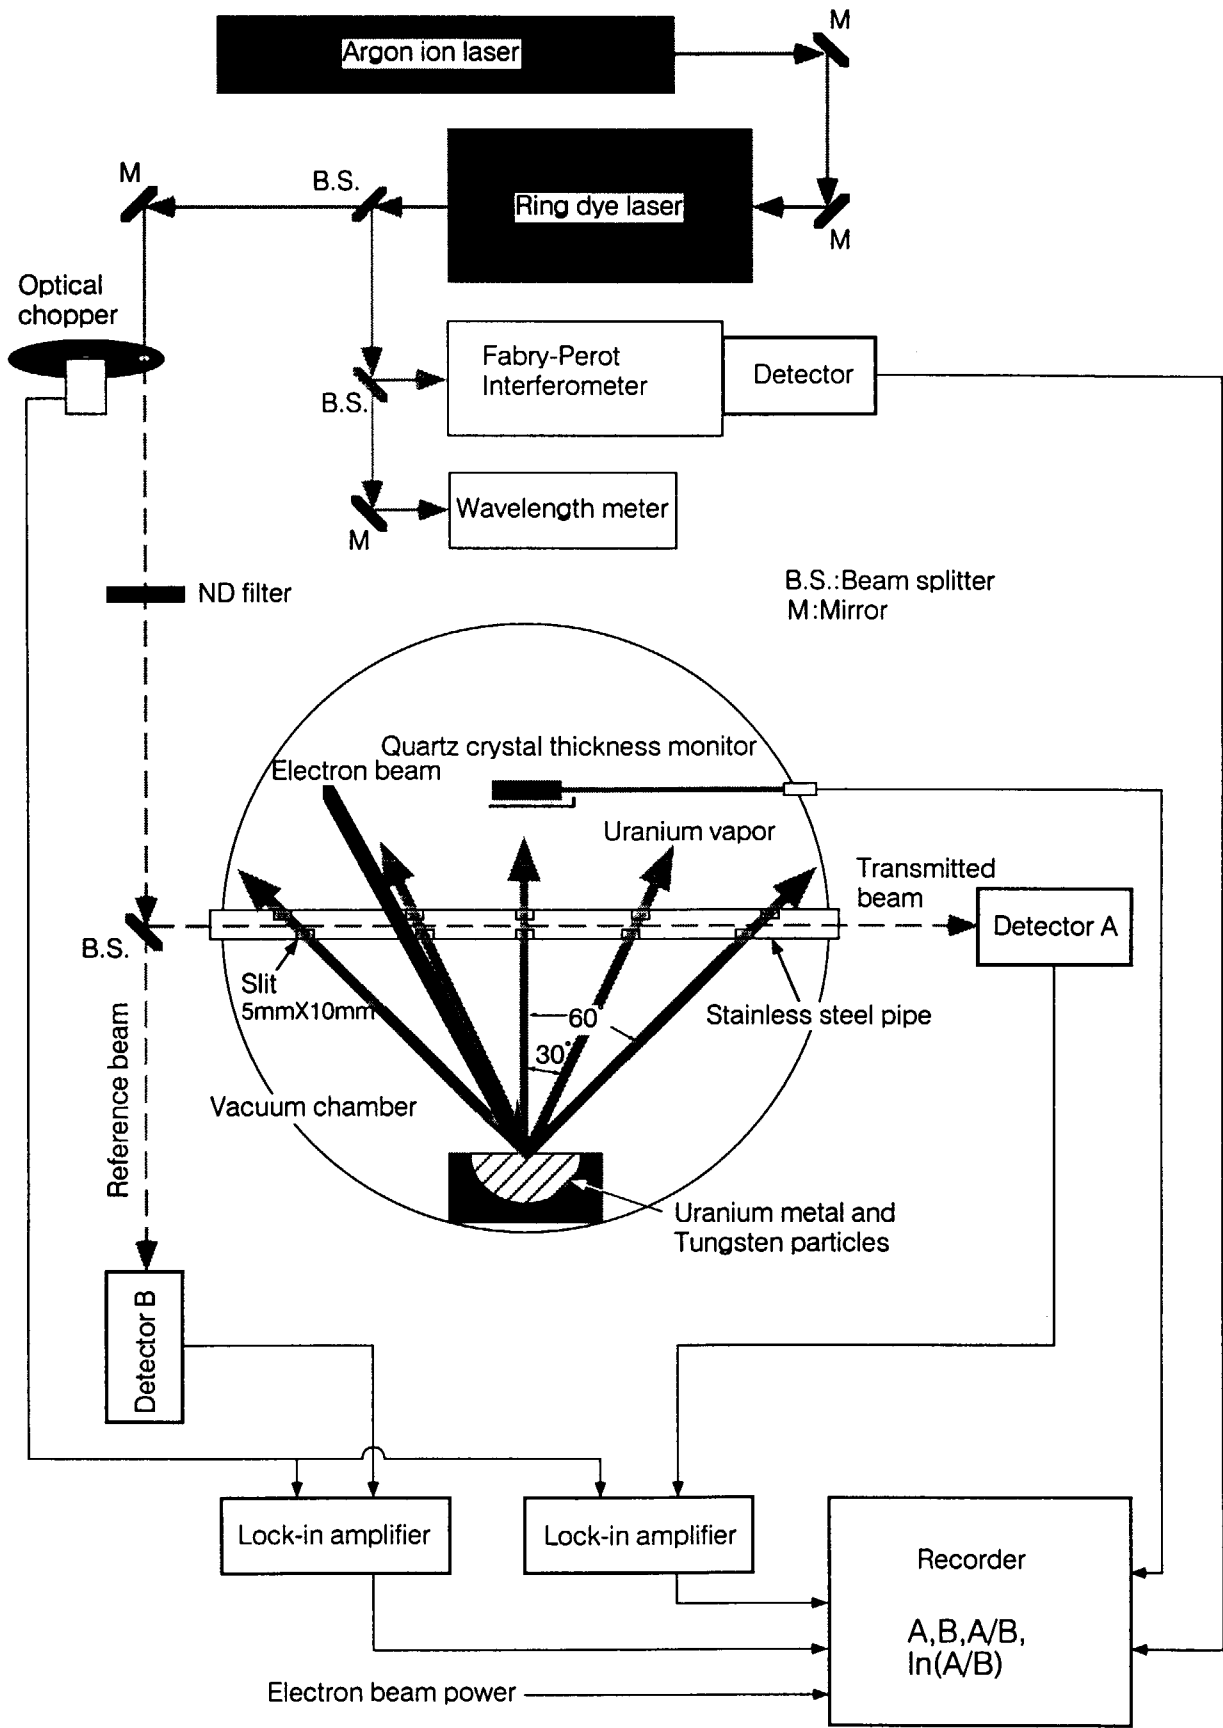 M
Argon ion laser
M
B.S.
Ring dye laser
M
Optical
chopper
Fabry-Perot
Interferometer
Detector
B.S.
Wavelength meter
M
ND filter
B.S.:Beam splitter
M:Mirror
Quartz crystal thickness monitor
Electron beam
Uranium vapor
Transmitted
beam
Detector A
B.S.
Slit
5mmX10mm
Stainless steel pipe
60°
30°
Vacuum chamber
Reference beam
Uranium metal and
Tungsten particles
Detector B
Lock-in amplifier
Lock-in amplifier
Recorder
A,B,A/B,
ln(A/B)
Electron beam power